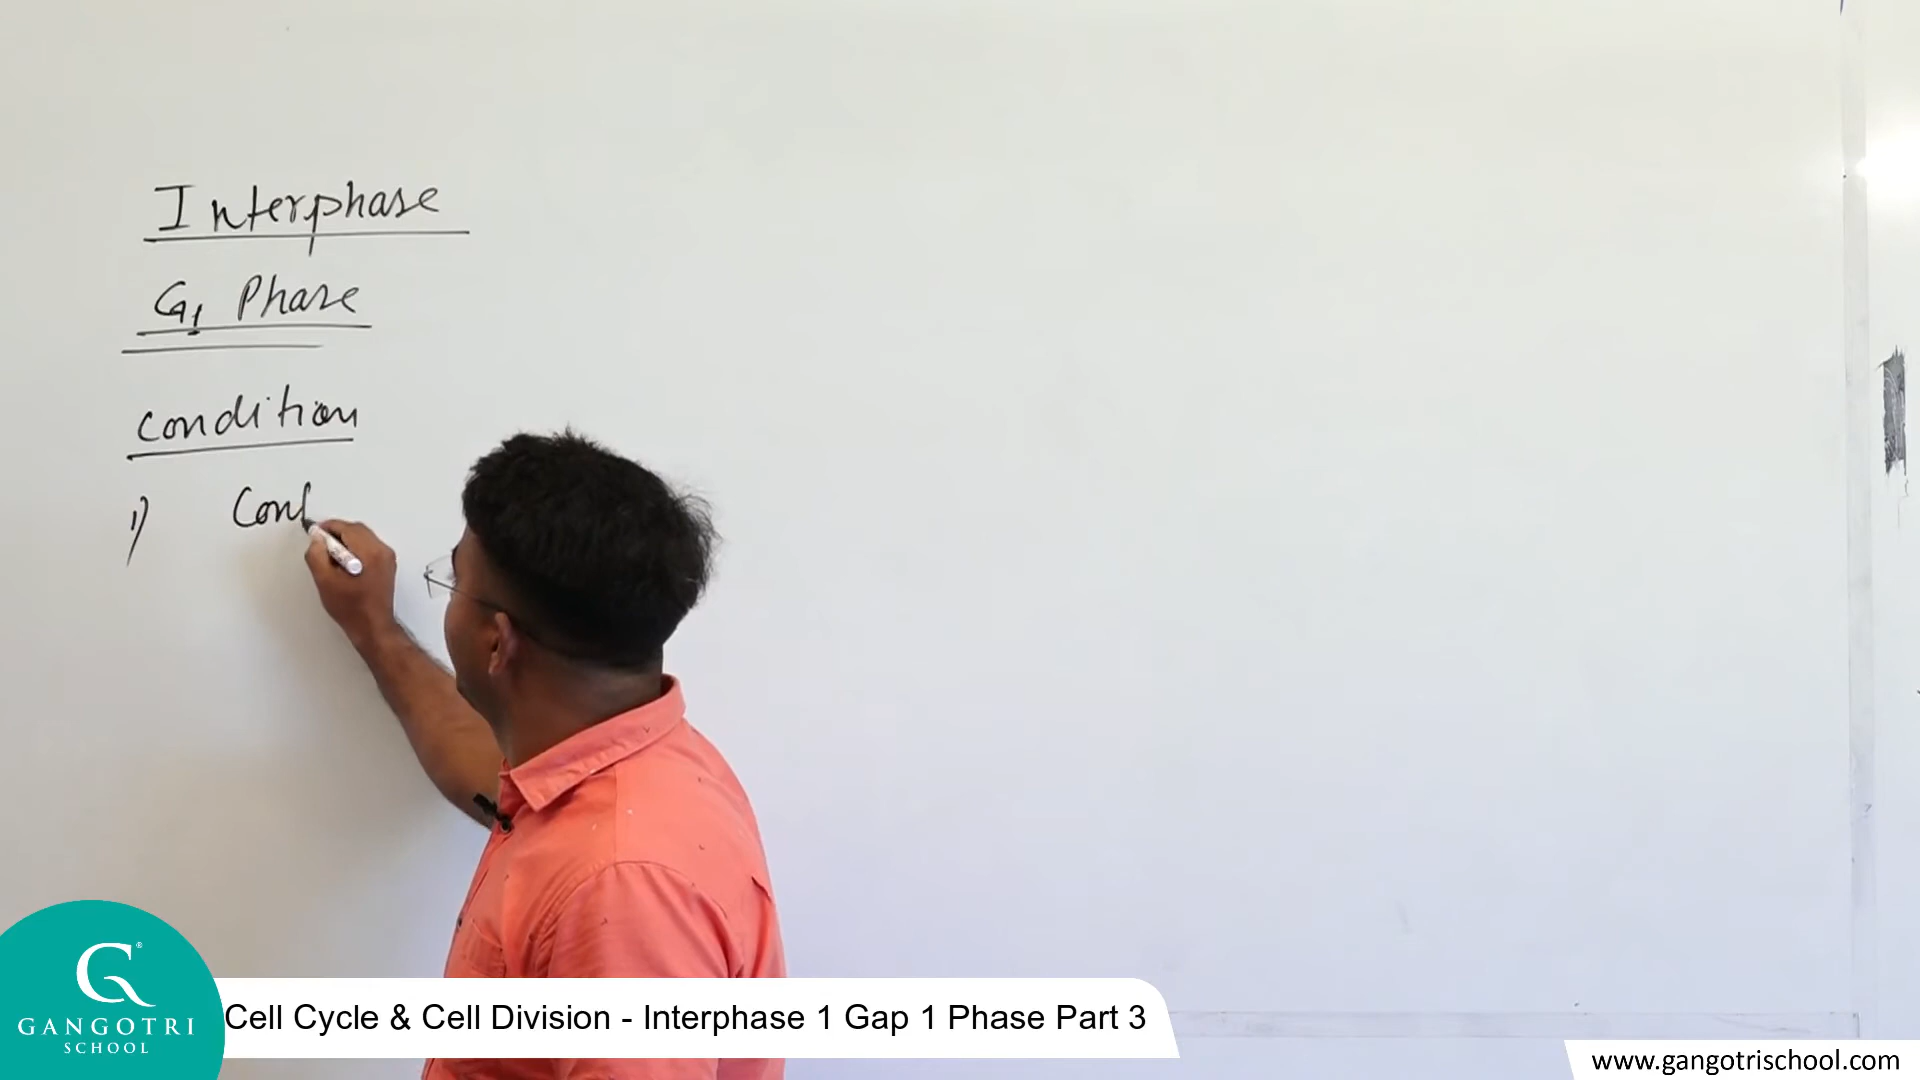 Interphase
G1 Phase
Condition
1) Cont
G®
GANGOTRI
SCHOOL
Cell Cycle & Cell Division - Interphase 1 Gap 1 Phase Part 3
www.gangotrischool.com